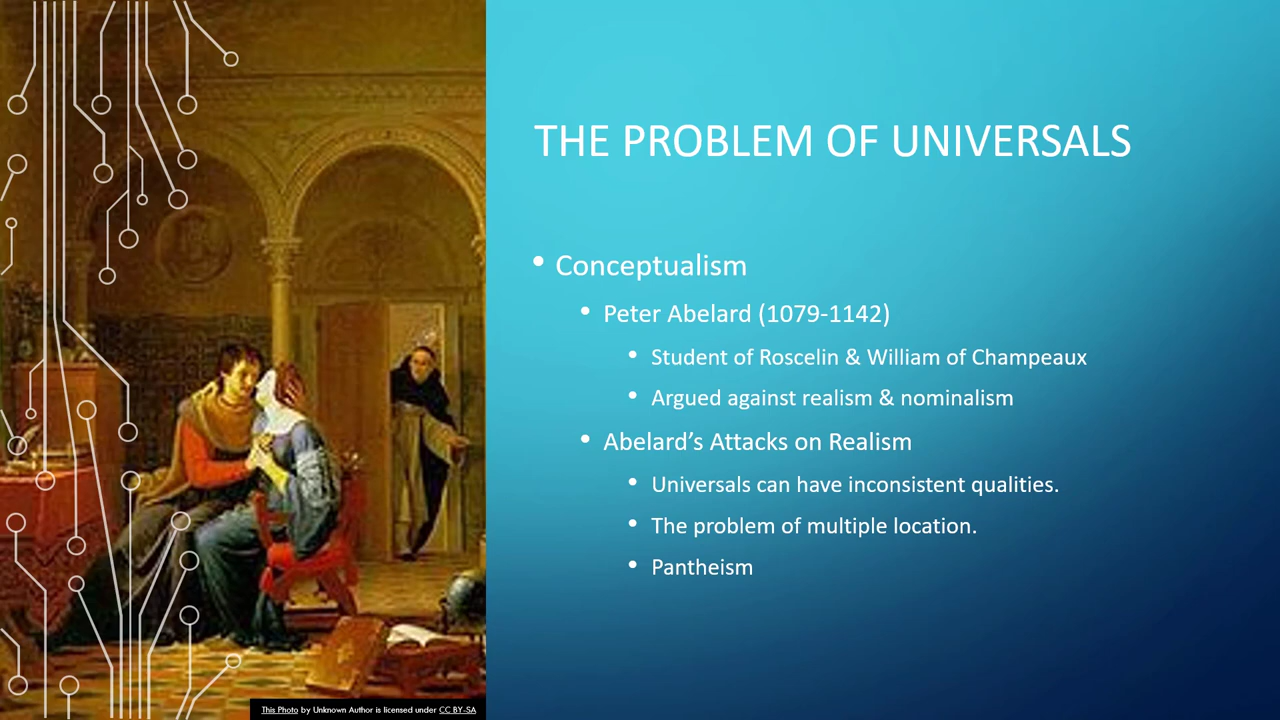 THE PROBLEM OF UNIVERSALS
• Conceptualism
• Peter Abelard (1079-1142)
• Student of Roscelin & William of Champeaux
• Argued against realism & nominalism
• Abelard’s Attacks on Realism
• Universals can have inconsistent qualities.
• The problem of multiple location.
• Pantheism
This Photo by Unknown Author is licensed under CC BY-SA